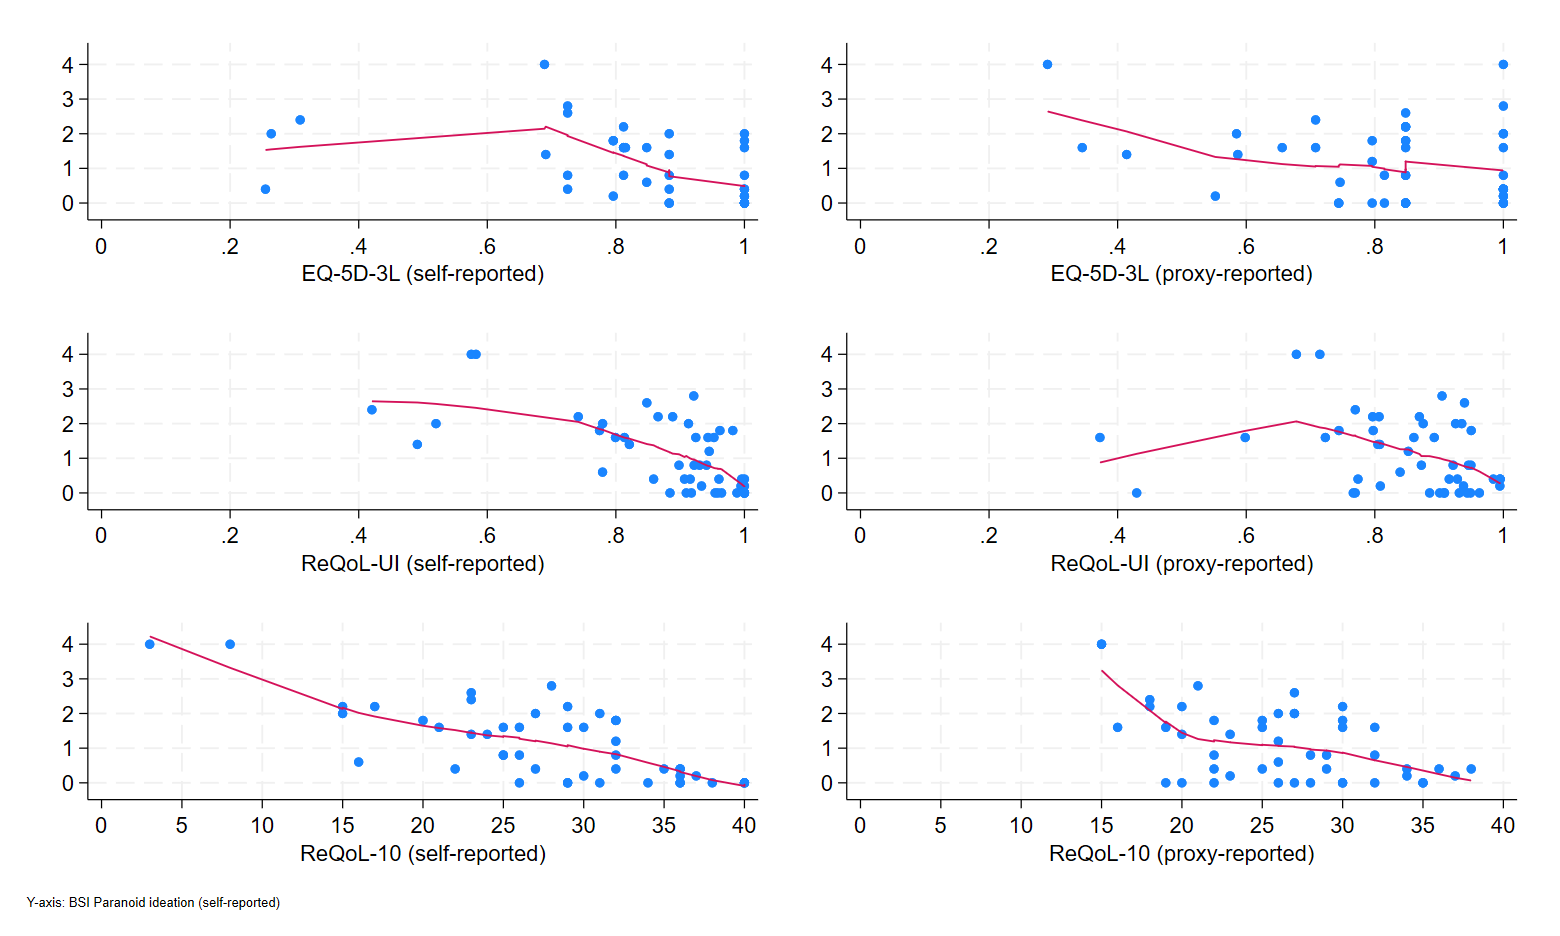 4
3
2
1
0
0 .2 .4 .6 .8 1
EQ-5D-3L (self-reported)
4
3
2
1
0
0 .2 .4 .6 .8 1
EQ-5D-3L (proxy-reported)
4
3
2
1
0
0 .2 .4 .6 .8 1
ReQoL-UI (self-reported)
4
3
2
1
0
0 .2 .4 .6 .8 1
ReQoL-UI (proxy-reported)
4
3
2
1
0
0 5 10 15 20 25 30 35 40
ReQoL-10 (self-reported)
4
3
2
1
0
0 5 10 15 20 25 30 35 40
ReQoL-10 (proxy-reported)
Y-axis: BSI Paranoid ideation (self-reported)